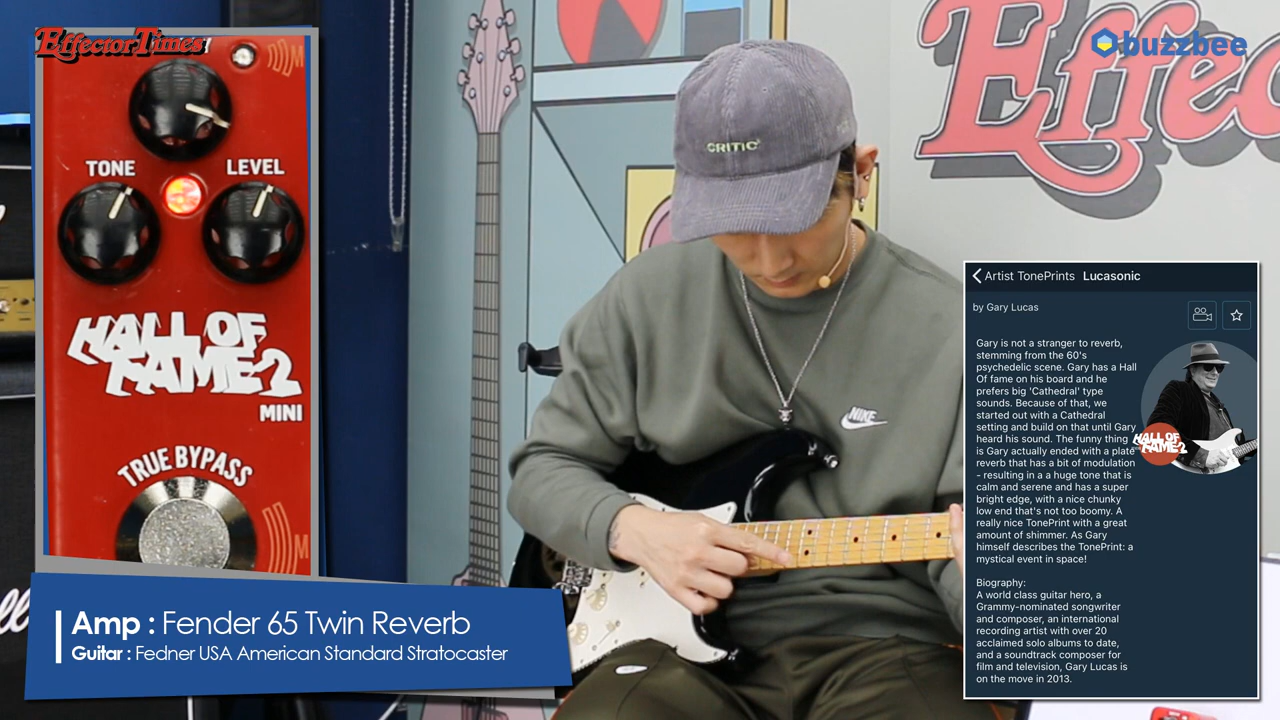 Effector Times
buzzbee
TONE
LEVEL
HALL OF
FAME 2
MINI
TRUE BYPASS
M
M
CRITIC
NIKE
Effec
Artist TonePrints Lucasonic
by Gary Lucas
Gary is not a stranger to reverb,
stemming from the 60's
psychedelic scene. Gary has a Hall
Of fame on his board and he
prefers big 'Cathedral' type
sounds. Because of that, we
started out with a Cathedral
setting and build on that until Gary
heard his sound. The funny thing
is Gary actually ended with a plate
reverb that has a bit of modulation
- resulting in a a huge tone that is
calm and serene and has a super
bright edge, with a nice chunky
low end that's not too boomy. A
really nice TonePrint with a great
amount of shimmer. As Gary
himself describes the TonePrint: a
mystical event in space!
Biography:
A world class guitar hero, a
Grammy-nominated songwriter
and composer, an international
recording artist with over 20
acclaimed solo albums to date,
and a soundtrack composer for
film and television, Gary Lucas is
on the move in 2013.
HALL OF
FAME 2
Amp : Fender 65 Twin Reverb
Guitar : Fedner USA American Standard Stratocaster